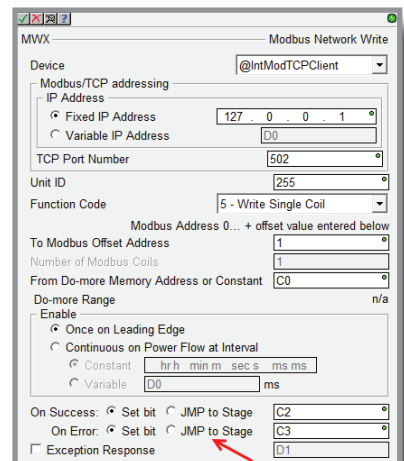 ?
MWX Modbus Network Write
Device @IntModTCPClient
Modbus/TCP addressing
IP Address
Fixed IP Address 127 . 0 . 0 . 1
Variable IP Address D0
TCP Port Number 502
Unit ID 255
Function Code 5 - Write Single Coil
Modbus Address 0... + offset value entered below
To Modbus Offset Address 1
Number of Modbus Coils 1
From Do-more Memory Address or Constant C0
Do-more Range n/a
Enable
Once on Leading Edge
Continuous on Power Flow at Interval
Constant hr h min m sec s ms ms
Variable D0 ms
On Success: Set bit JMP to Stage C2
On Error: Set bit JMP to Stage C3
Exception Response D1